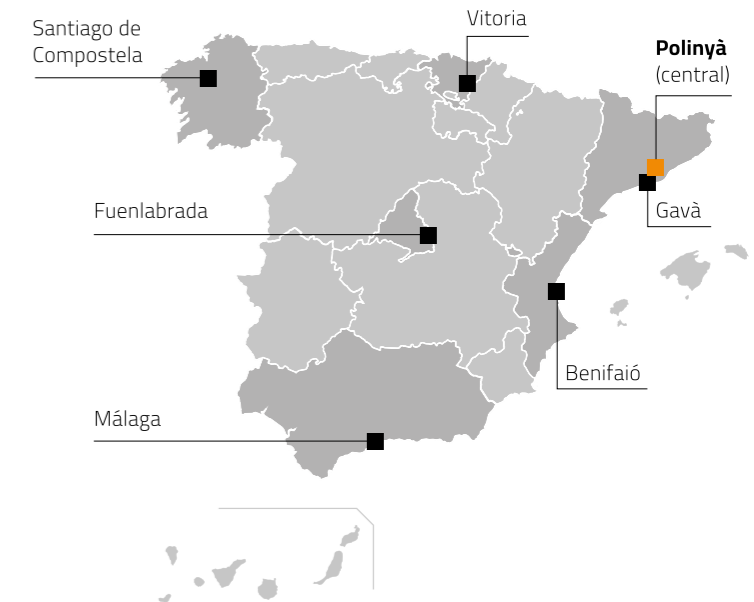 Santiago de
Compostela
Vitoria
Polinyà
(central)
Fuenlabrada
Gavà
Benifaió
Málaga